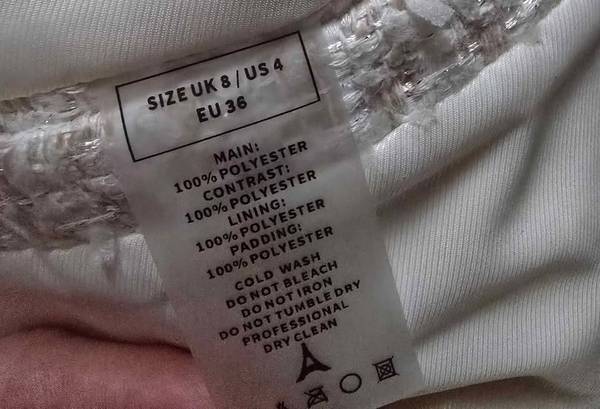 SIZE UK 8 / US 4
EU 36
MAIN:
100% POLYESTER
CONTRAST:
100% POLYESTER
LINING:
100% POLYESTER
PADDING:
100% POLYESTER
COLD WASH
DO NOT BLEACH
DO NOT IRON
DO NOT TUMBLE DRY
PROFESSIONAL
DRY CLEAN